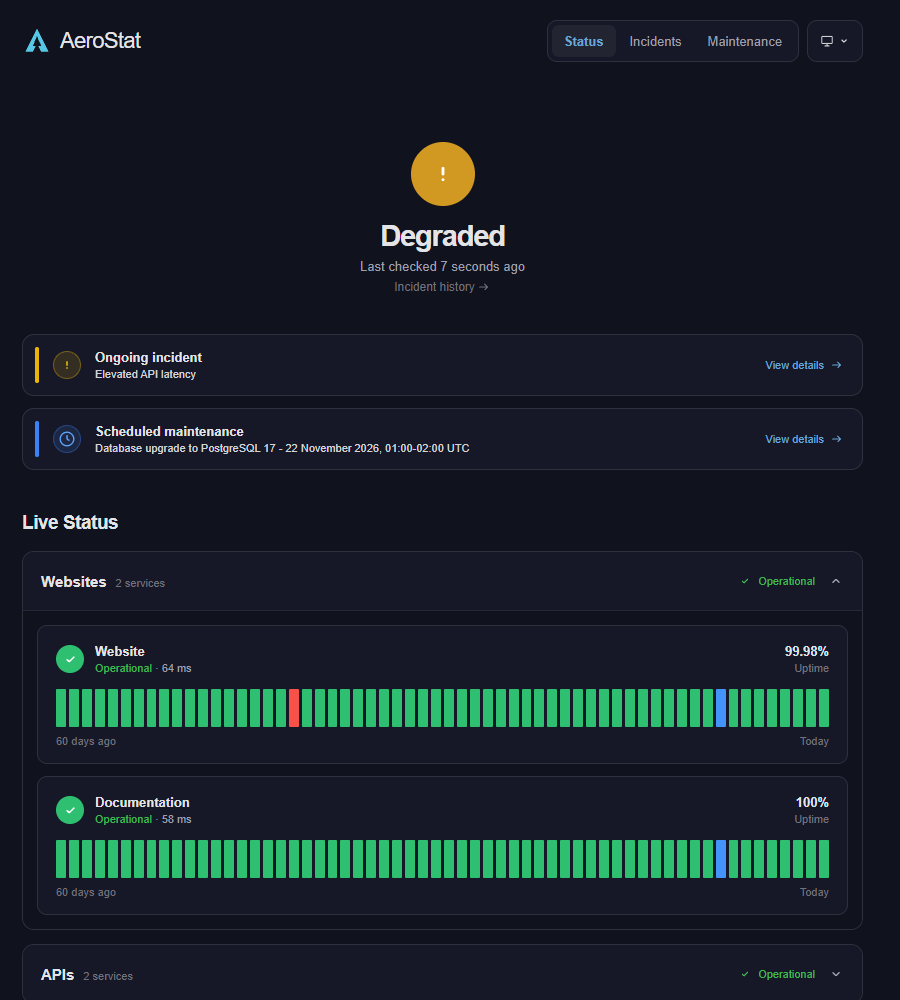 AeroStat
Status Incidents Maintenance
Degraded
Last checked 7 seconds ago
Incident history →
Ongoing incident
Elevated API latency
View details →
Scheduled maintenance
Database upgrade to PostgreSQL 17 - 22 November 2026, 01:00-02:00 UTC
View details →
Live Status
Websites 2 services
Operational
Website
Operational · 64 ms
99.98%
Uptime
60 days ago
Today
Documentation
Operational · 58 ms
100%
Uptime
60 days ago
Today
APIs 2 services
Operational